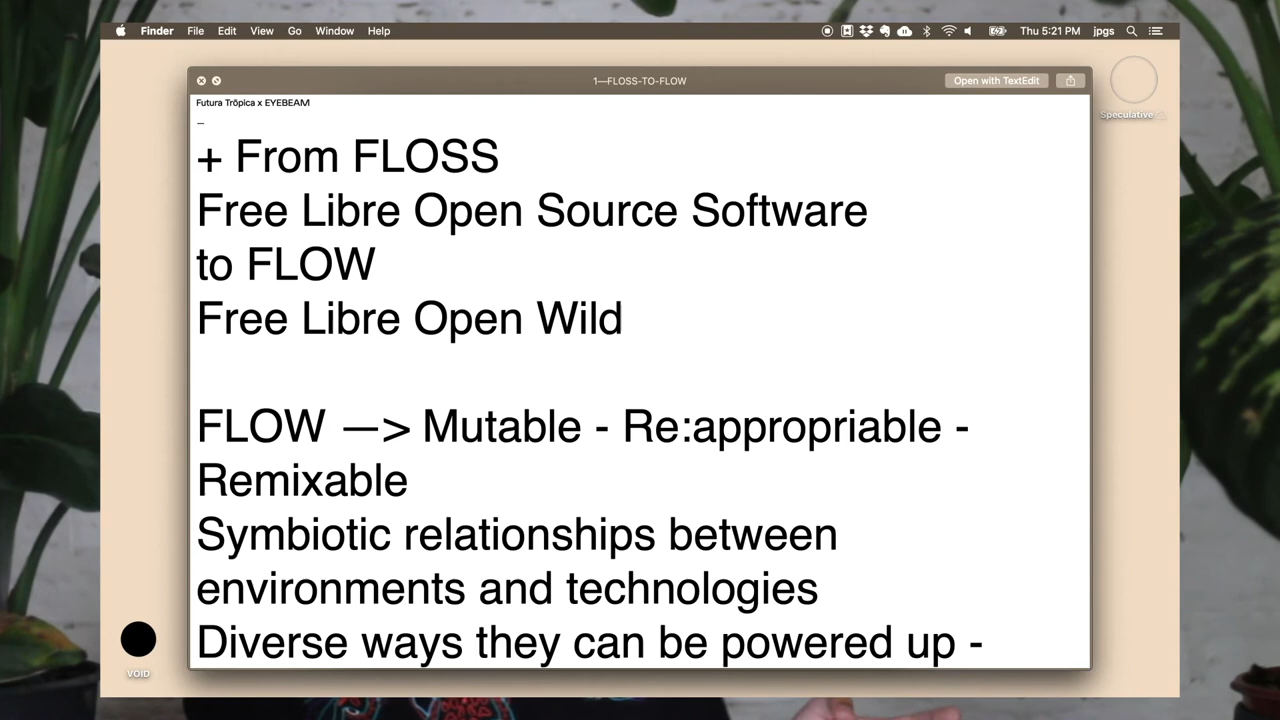 Finder File Edit View Go Window Help Thu 5:21 PM jpgs
1—FLOSS-TO-FLOW Open with TextEdit
Futura Trōpica x EYEBEAM
—
Speculative
+ From FLOSS
Free Libre Open Source Software
to FLOW
Free Libre Open Wild
FLOW —> Mutable - Re:appropriable -
Remixable
Symbiotic relationships between
environments and technologies
Diverse ways they can be powered up -
VOID